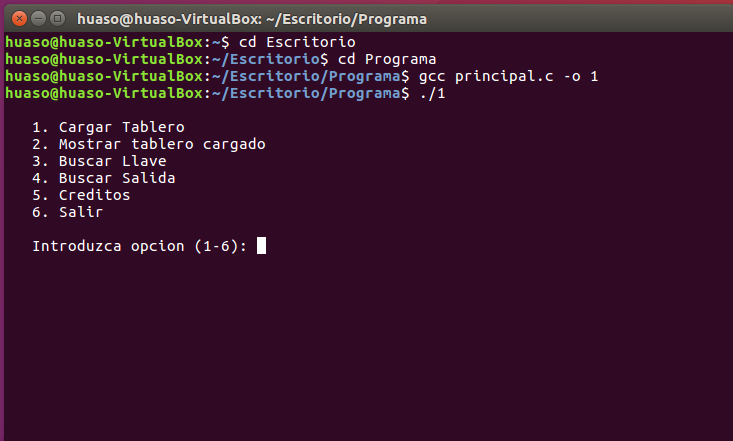 huaso@huaso-VirtualBox: ~/Escritorio/Programa
huaso@huaso-VirtualBox:~$ cd Escritorio
huaso@huaso-VirtualBox:~/Escritorio$ cd Programa
huaso@huaso-VirtualBox:~/Escritorio/Programa$ gcc principal.c -o 1
huaso@huaso-VirtualBox:~/Escritorio/Programa$ ./1
1. Cargar Tablero
2. Mostrar tablero cargado
3. Buscar Llave
4. Buscar Salida
5. Creditos
6. Salir
Introduzca opcion (1-6):